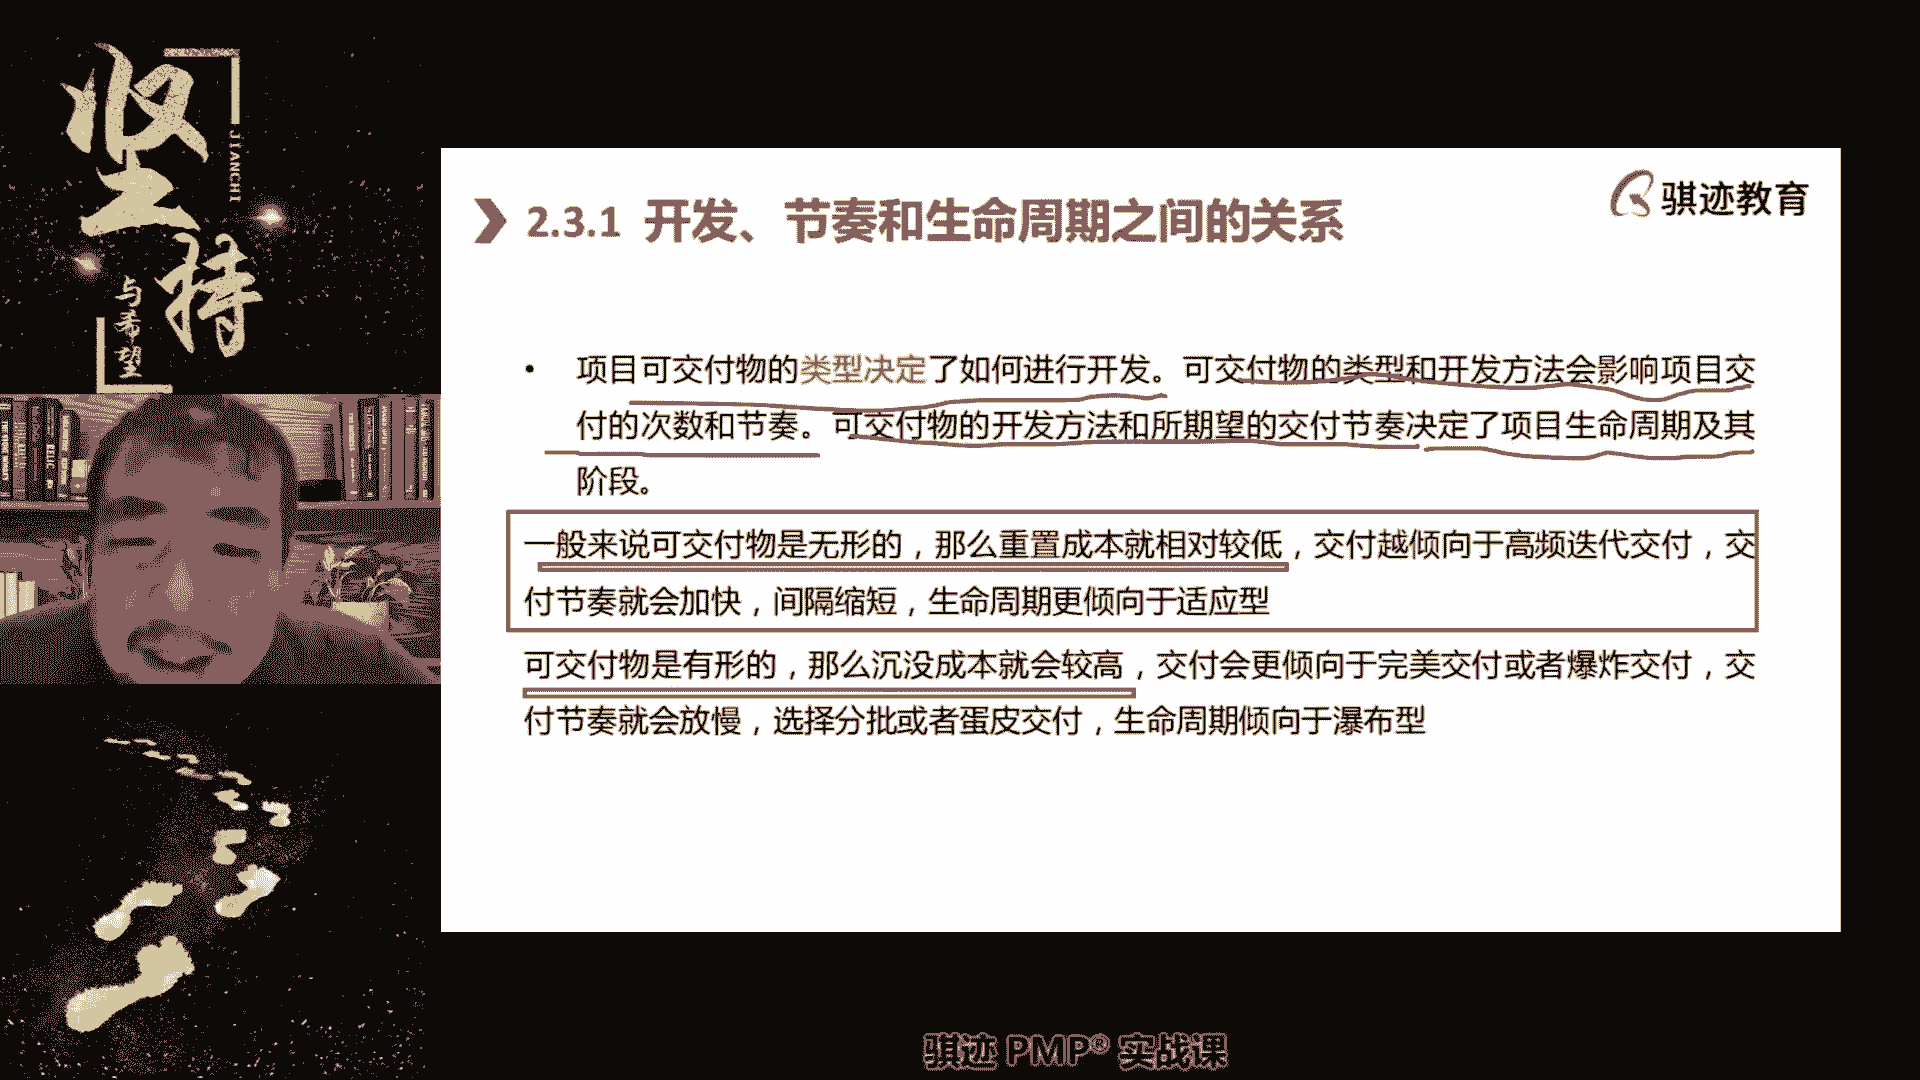 坚
持
JIANCHI
与希望
骐迹教育
2.3.1 开发、节奏和生命周期之间的关系
• 项目可交付物的类型决定了如何进行开发。可交付物的类型和开发方法会影响项目交
付的次数和节奏。可交付物的开发方法和所期望的交付节奏决定了项目生命周期及其
阶段。
一般来说可交付物是无形的，那么重置成本就相对较低，交付越倾向于高频迭代交付，交
付节奏就会加快，间隔缩短，生命周期更倾向于适应型
可交付物是有形的，那么沉没成本就会较高，交付会更倾向于完美交付或者爆炸交付，交
付节奏就会放慢，选择分批或者蛋皮交付，生命周期倾向于瀑布型
骐迹 PMP® 实战课